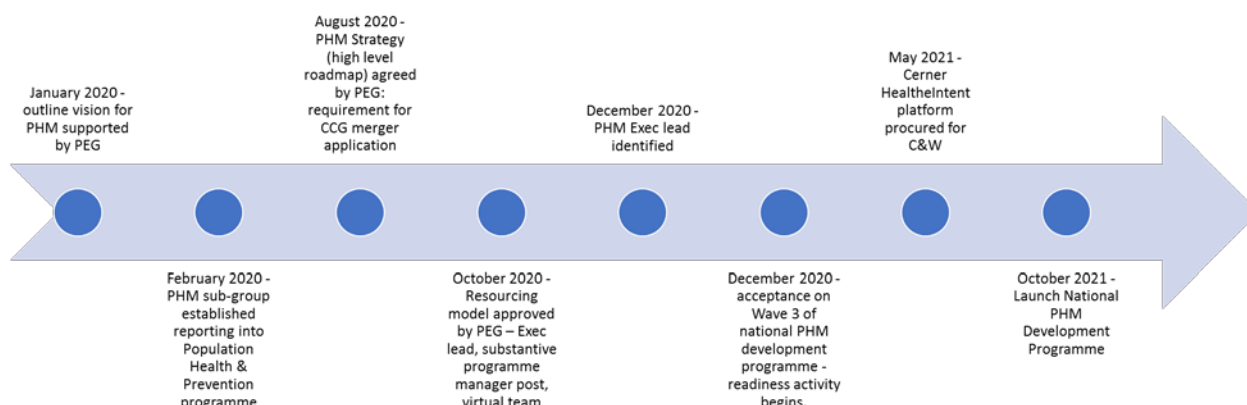 January 2020 -
outline vision for
PHM supported
by PEG
February 2020 -
PHM sub-group
established
reporting into
Population
Health &
Prevention
programme
August 2020 -
PHM Strategy
(high level
roadmap) agreed
by PEG:
requirement for
CCG merger
application
October 2020 -
Resourcing
model approved
by PEG – Exec
lead, substantive
programme
manager post,
virtual team
December 2020 -
PHM Exec lead
identified
December 2020 -
acceptance on
Wave 3 of
national PHM
development
programme -
readiness activity
begins.
May 2021 -
Cerner
HealtheIntent
platform
procured for
C&W
October 2021 -
Launch National
PHM
Development
Programme